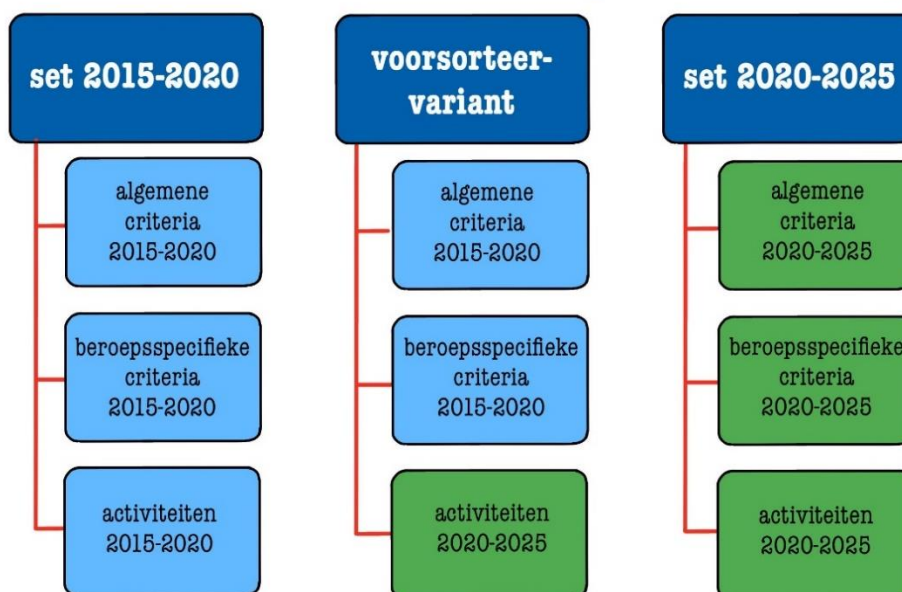 set 2015-2020
algemene
criteria
2015-2020
beroepsspecifieke
criteria
2015-2020
activiteiten
2015-2020
voorsorteer-
variant
algemene
criteria
2015-2020
beroepsspecifieke
criteria
2015-2020
activiteiten
2020-2025
set 2020-2025
algemene
criteria
2020-2025
beroepsspecifieke
criteria
2020-2025
activiteiten
2020-2025